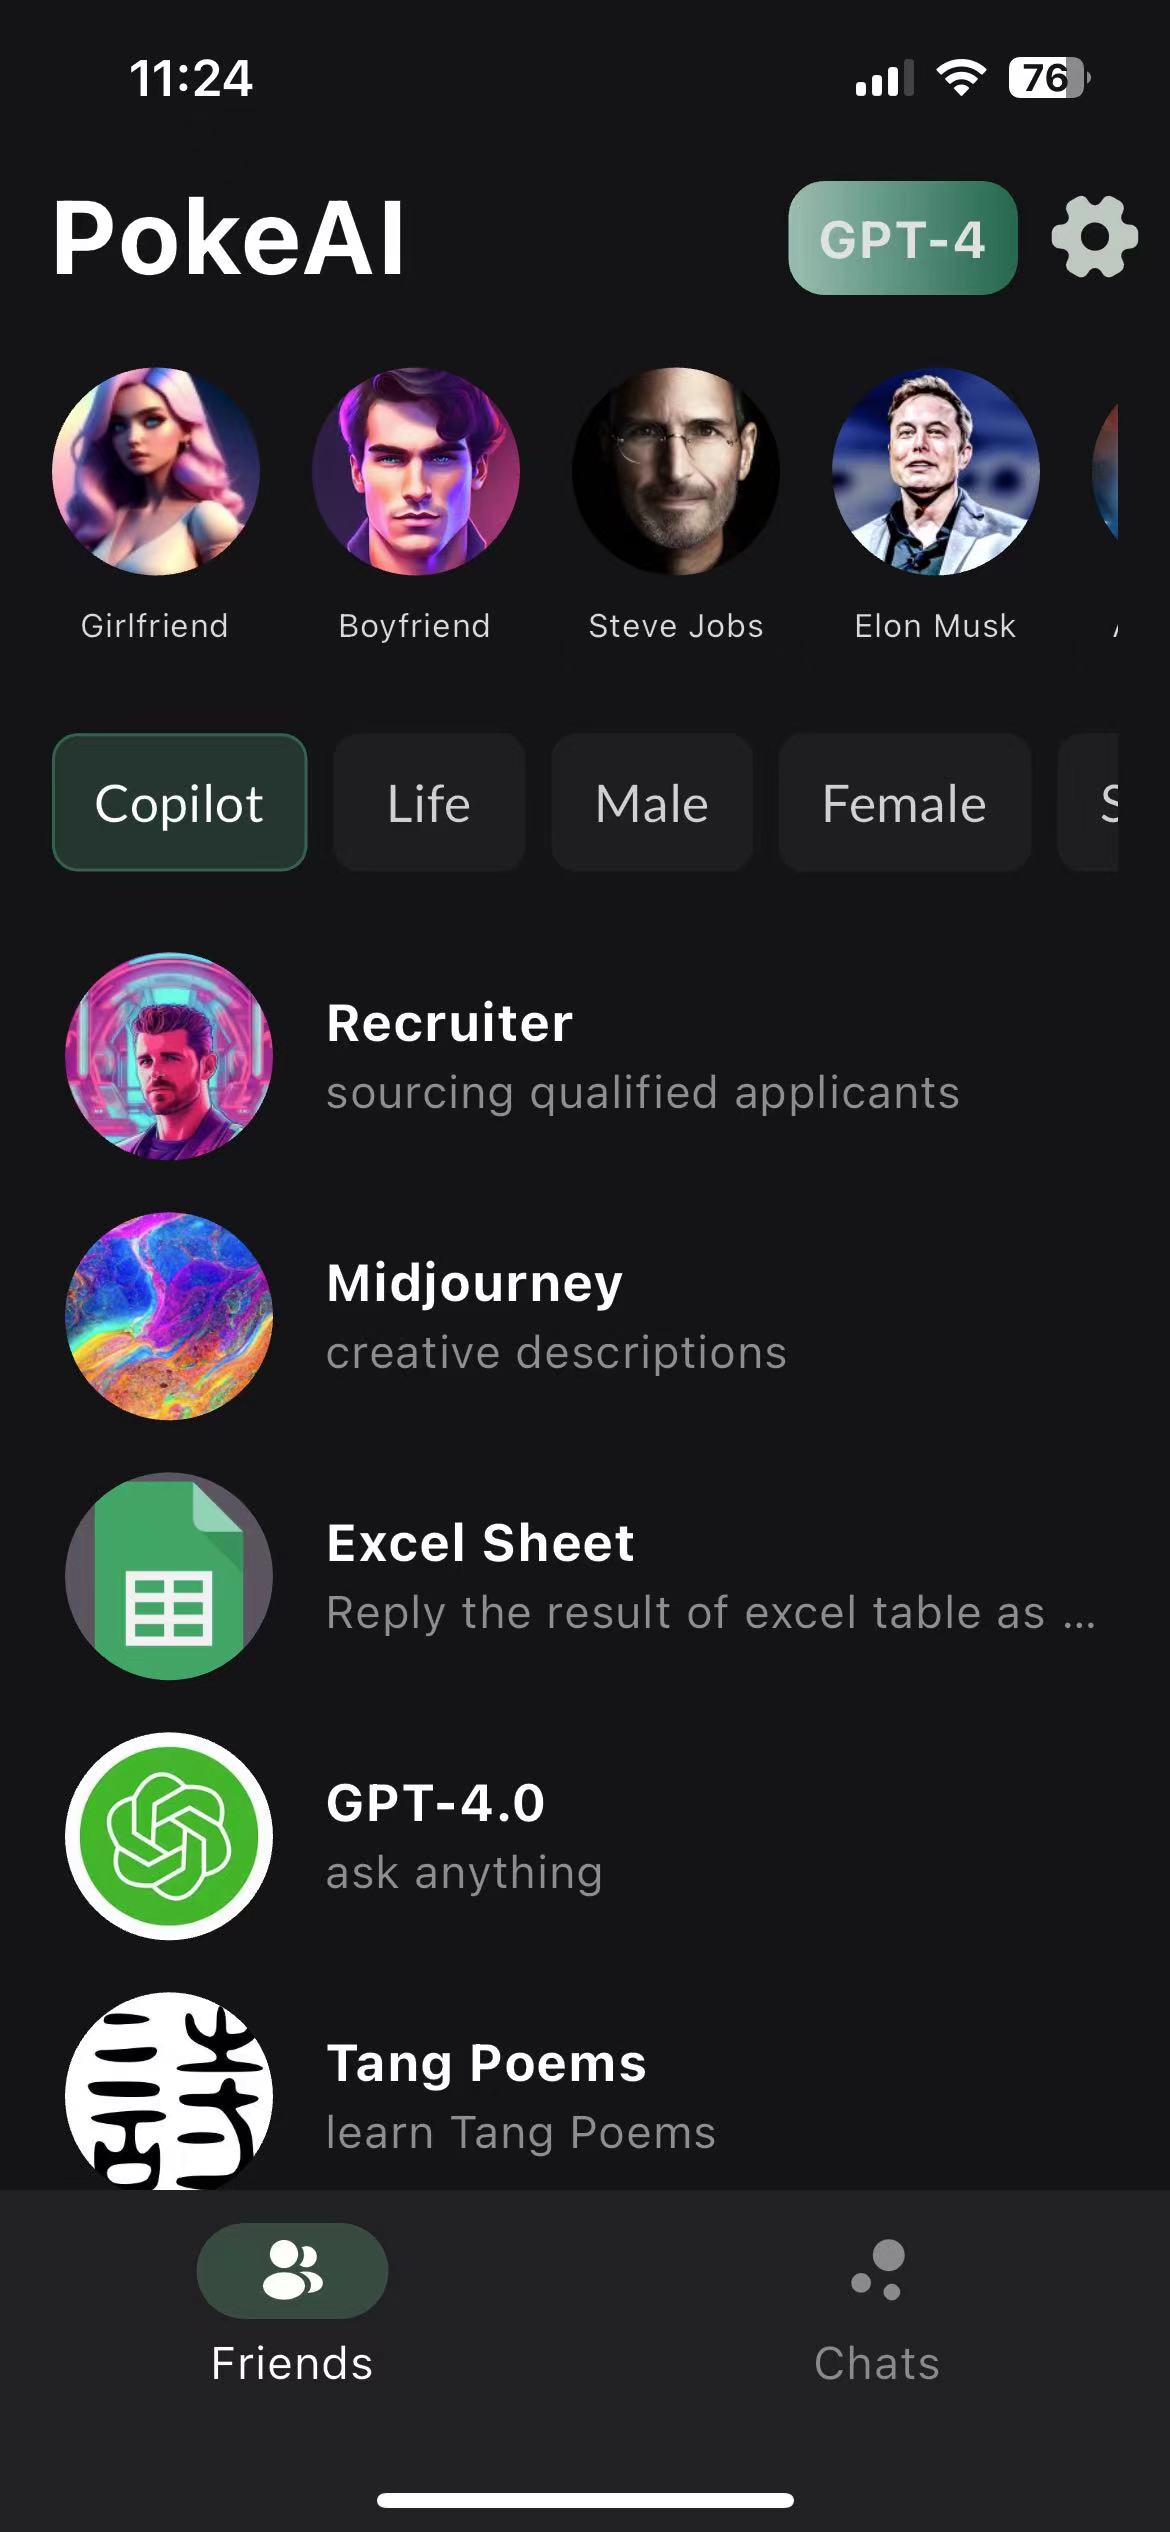 11:24
76
PokeAI
GPT-4
Girlfriend
Boyfriend
Steve Jobs
Elon Musk
Copilot
Life
Male
Female
Recruiter
sourcing qualified applicants
Midjourney
creative descriptions
Excel Sheet
Reply the result of excel table as ...
GPT-4.0
ask anything
Tang Poems
learn Tang Poems
Friends
Chats